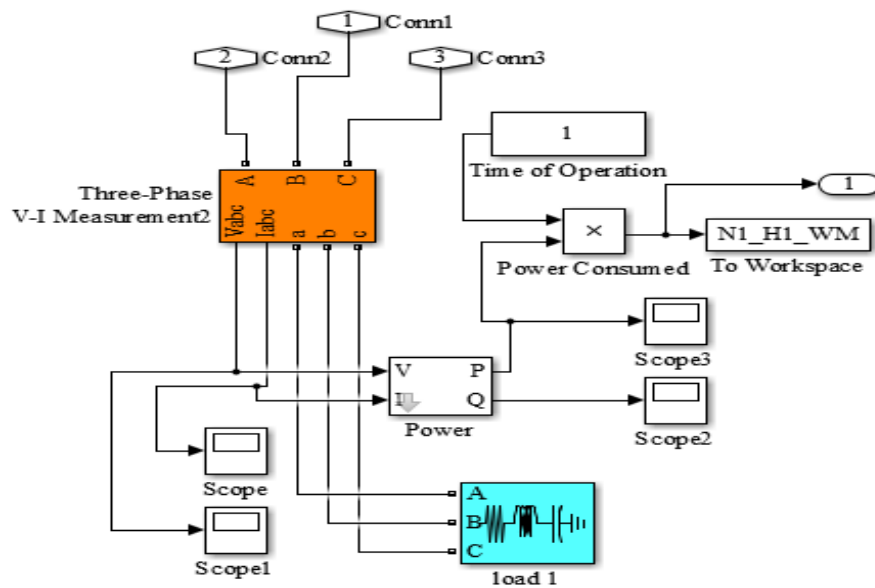 1
Conn1
2
Conn2
3
Conn3
1
Time of Operation
Three-Phase
V-I Measurement2
A
B
C
Vabc
Iabc
a
b
c
×
Power Consumed
1
N1_H1_WM
To Workspace
Scope3
V
P
I
Q
Power
Scope2
Scope
Scope1
A
B
C
load 1